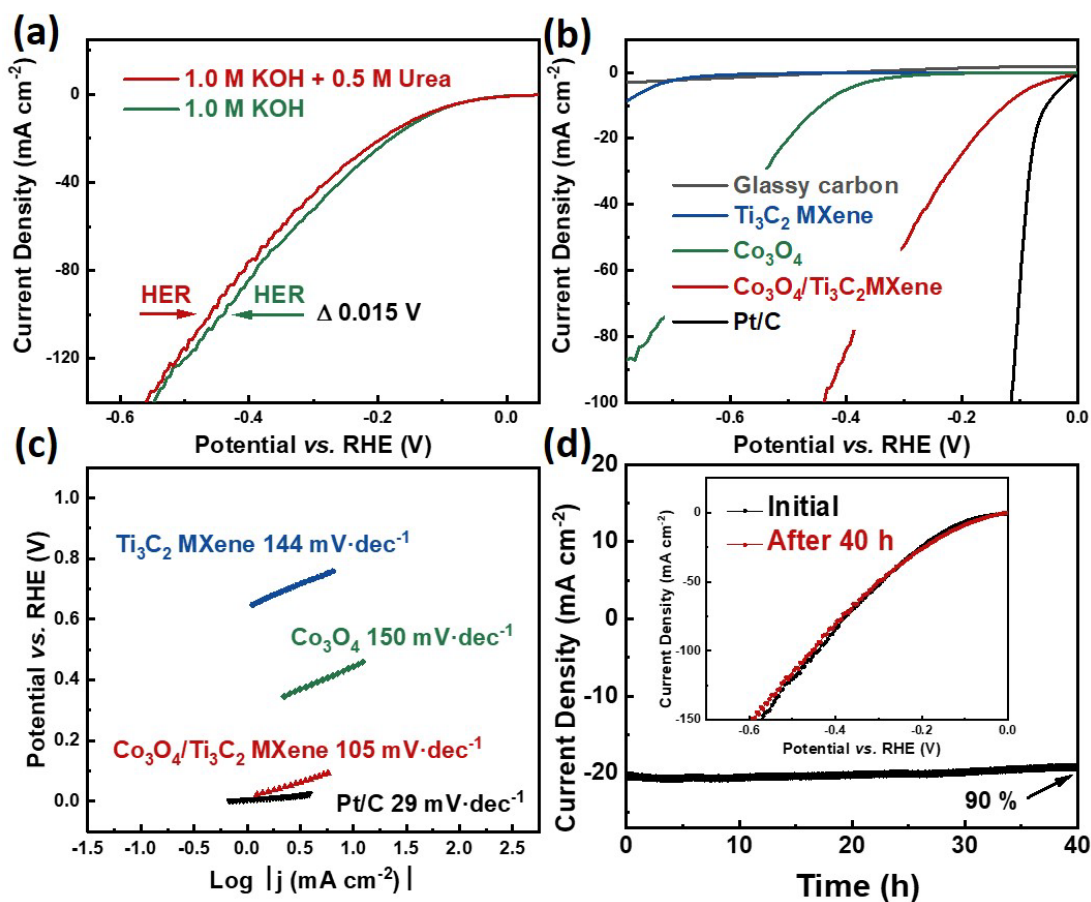 (a)
1.0 M KOH + 0.5 M Urea
1.0 M KOH
HER
HER
Δ 0.015 V
0
-40
-80
-120
-0.6
-0.4
-0.2
0.0
Current Density (mA cm⁻²)
Potential vs. RHE (V)
(b)
Glassy carbon
Ti₃C₂ MXene
Co₃O₄
Co₃O₄/Ti₃C₂MXene
Pt/C
0
-20
-40
-60
-80
-100
-0.6
-0.4
-0.2
0.0
Current Density (mA cm⁻²)
Potential vs. RHE (V)
(c)
Ti₃C₂ MXene 144 mV·dec⁻¹
Co₃O₄ 150 mV·dec⁻¹
Co₃O₄/Ti₃C₂ MXene 105 mV·dec⁻¹
Pt/C 29 mV·dec⁻¹
1.0
0.8
0.6
0.4
0.2
0.0
-1.5
-1.0
-0.5
0.0
0.5
1.0
1.5
2.0
2.5
Potential vs. RHE (V)
Log |j (mA cm⁻²) |
(d)
Initial
After 40 h
0
-50
-100
-150
-0.6
-0.4
-0.2
0.0
Current Density (mA cm⁻²)
Potential vs. RHE (V)
90 %
20
10
0
-10
-20
-20
0
10
20
30
40
Current Density (mA cm⁻²)
Time (h)